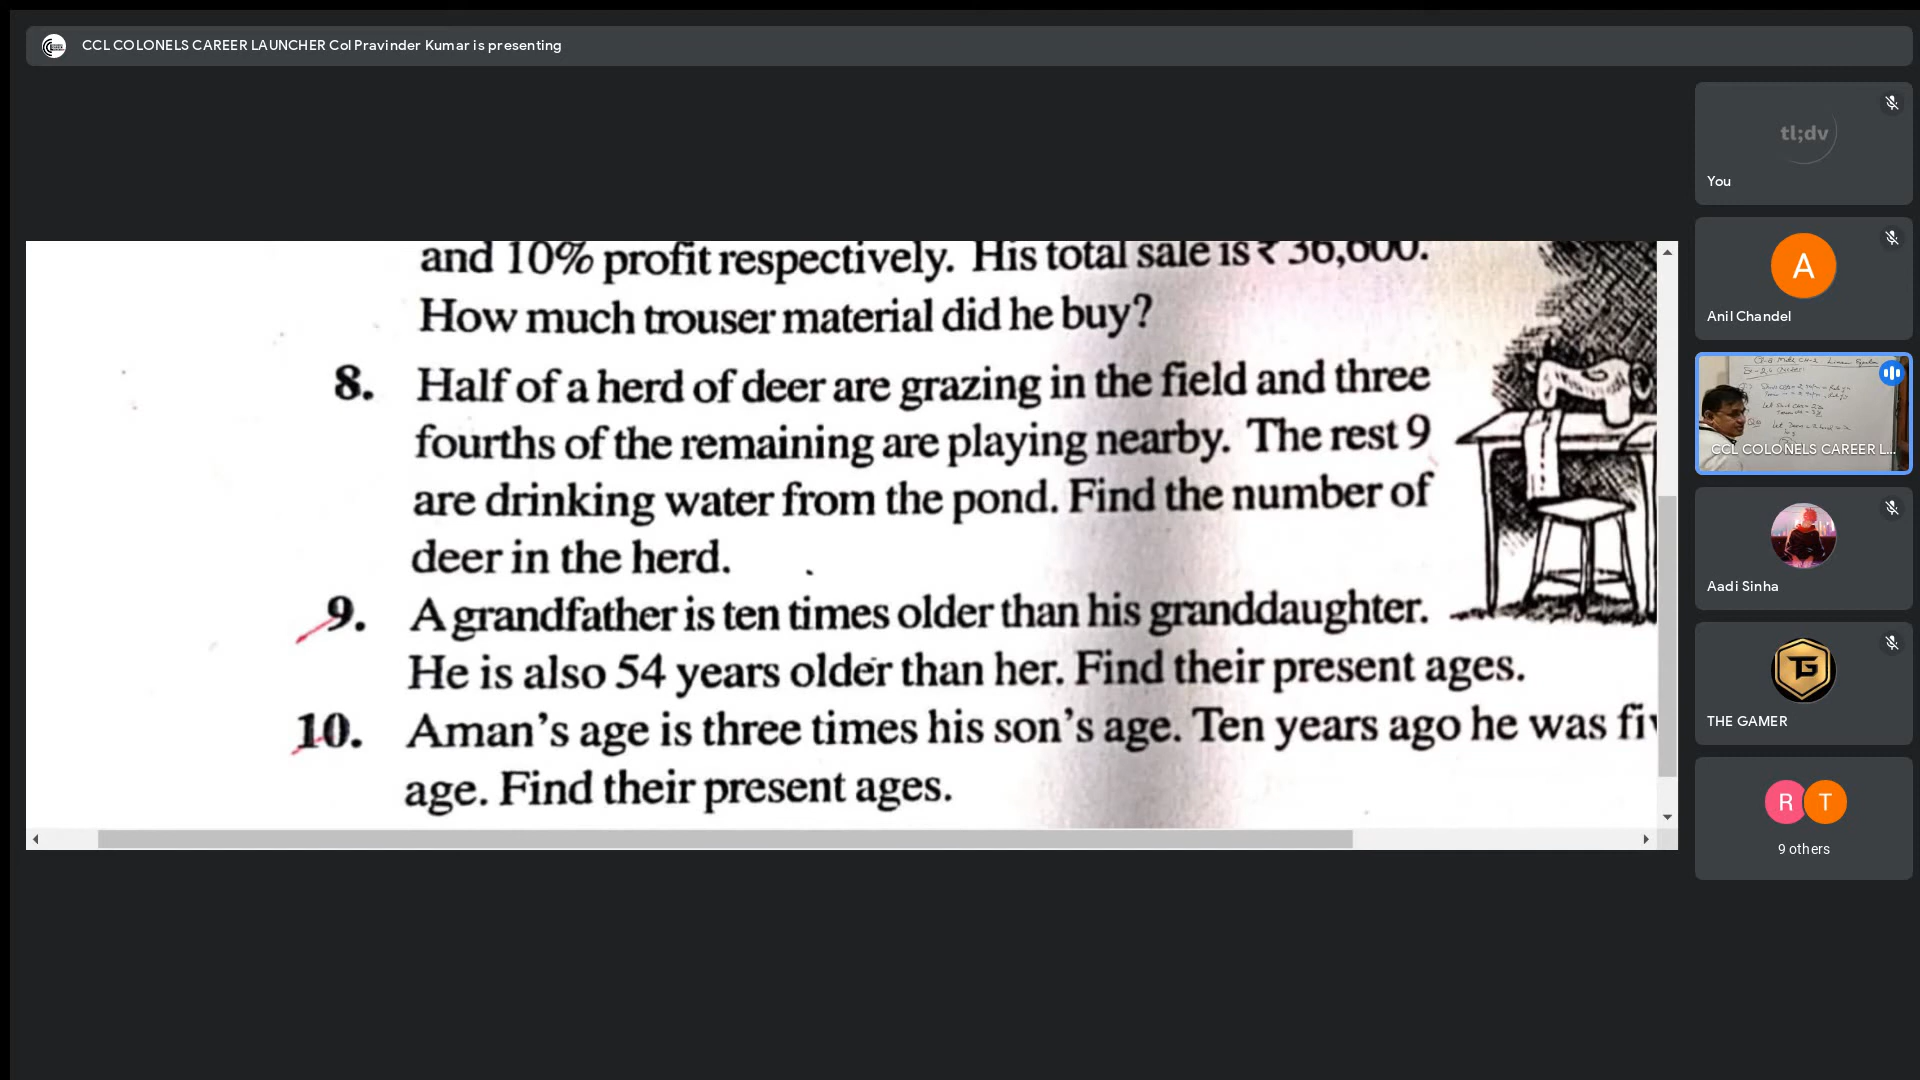 CCL COLONELS CAREER LAUNCHER Col Pravinder Kumar is presenting
and 10% profit respectively. His total sale is ₹ 36,600.
How much trouser material did he buy?
8. Half of a herd of deer are grazing in the field and three
fourths of the remaining are playing nearby. The rest 9
are drinking water from the pond. Find the number of
deer in the herd.
9. A grandfather is ten times older than his granddaughter.
He is also 54 years older than her. Find their present ages.
10. Aman's age is three times his son's age. Ten years ago he was fiv
age. Find their present ages.
tl;dv
You
A
Anil Chandel
CCL COLONELS CAREER L...
Aadi Sinha
TG
THE GAMER
R
T
9 others